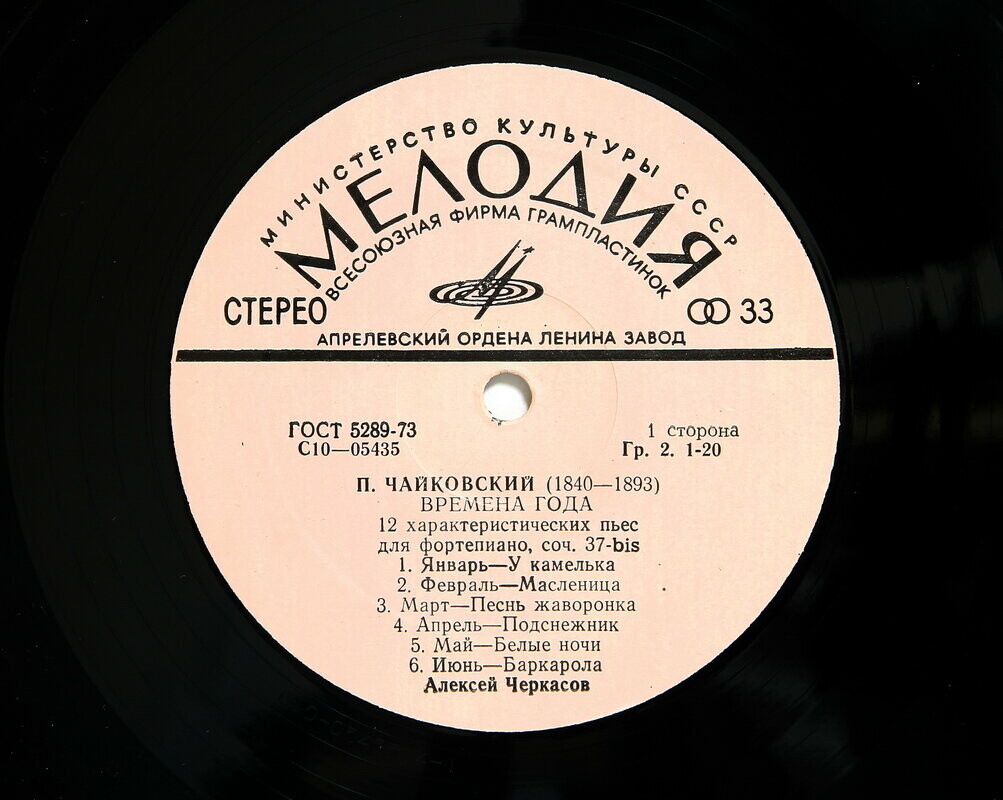 МИНИСТЕРСТВО КУЛЬТУРЫ СССР
МЕЛОДИЯ
ВСЕСОЮЗНАЯ ФИРМА ГРАМПЛАСТИНОК
СТЕРЕО
33
АПРЕЛЕВСКИЙ ОРДЕНА ЛЕНИНА ЗАВОД
ГОСТ 5289-73
1 сторона
С10—05435
Гр. 2. 1-20
П. ЧАЙКОВСКИЙ (1840—1893)
ВРЕМЕНА ГОДА
12 характеристических пьес
для фортепиано, соч. 37-bis
1. Январь—У камелька
2. Февраль—Масленица
3. Март—Песнь жаворонка
4. Апрель—Подснежник
5. Май—Белые ночи
6. Июнь—Баркарола
Алексей Черкасов